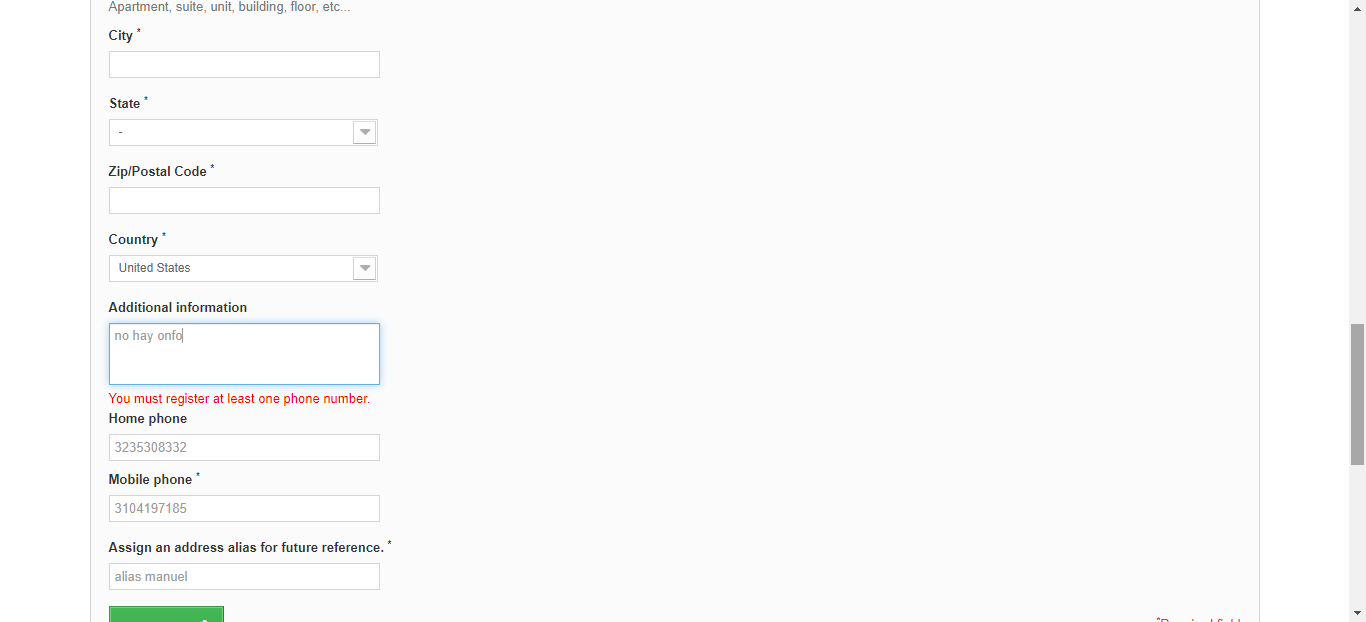 Apartment, suite, unit, building, floor, etc...
City *
State *
-
Zip/Postal Code *
Country *
United States
Additional information
no hay onfo
You must register at least one phone number.
Home phone
3235308332
Mobile phone *
3104197185
Assign an address alias for future reference. *
alias manuel